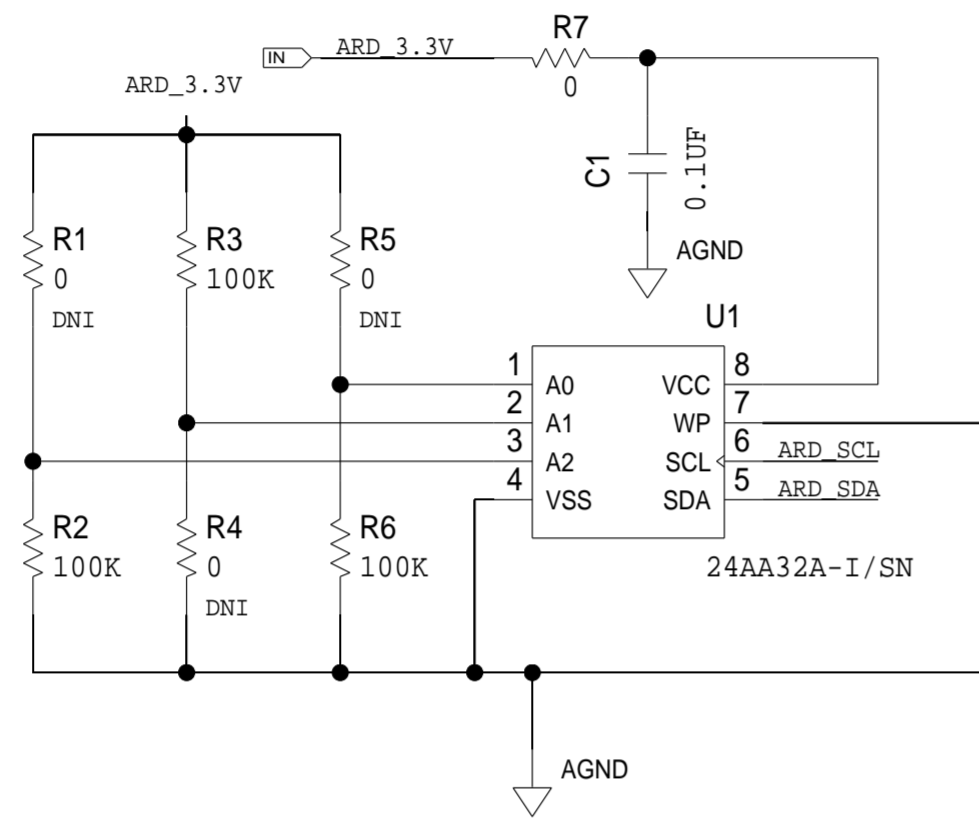 R7
IN
ARD_3.3V
0
ARD_3.3V
C1
0.1UF
AGND
R1
0
DNI
R3
100K
R5
0
DNI
U1
1
A0
VCC
8
2
A1
WP
7
3
A2
SCL
6
ARD_SCL
4
VSS
SDA
5
ARD_SDA
24AA32A-I/SN
R2
100K
R4
0
DNI
R6
100K
AGND